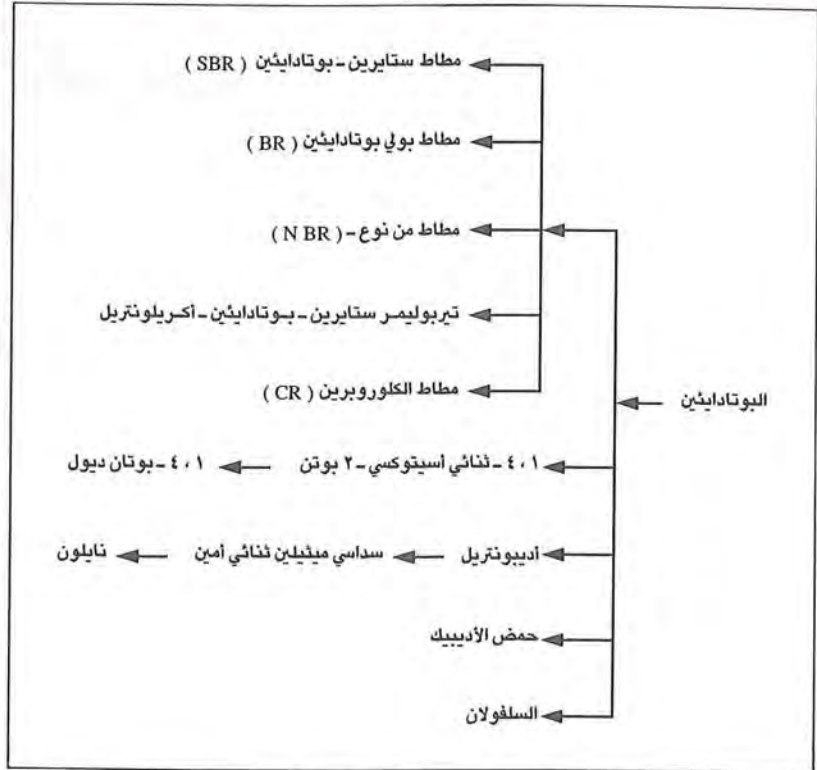 مطاط ستايرين - بوتادايئين ( SBR )
مطاط بولي بوتادايئين ( BR )
مطاط من نوع - ( N BR )
تيربوليمر ستايرين - بوتادايئين - أكريلونتريل
مطاط الكلوروبرين ( CR )
البوتادايئين
٤،١ - ثنائي أسيتوكسي - ٢ بوتن ٤،١ - بوتان ديول
أديبونتريل سداسي ميثيلين ثنائي أمين نايلون
حمض الأديبيك
السلفولان